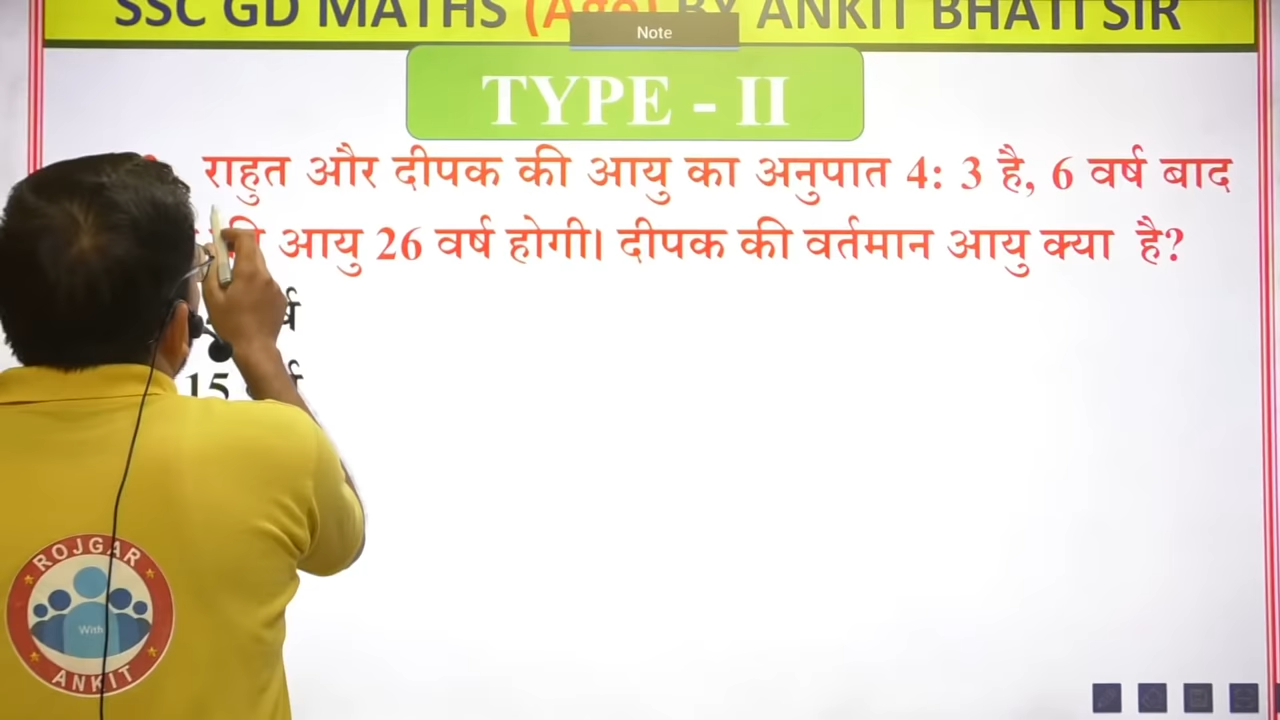 SSC GD MATHS (Age) BY ANKIT BHATI SIR
Note
TYPE - II
राहुत और दीपक की आयु का अनुपात 4: 3 है, 6 वर्ष बाद
की आयु 26 वर्ष होगी। दीपक की वर्तमान आयु क्या है?
15
ROJGAR
With
ANKIT